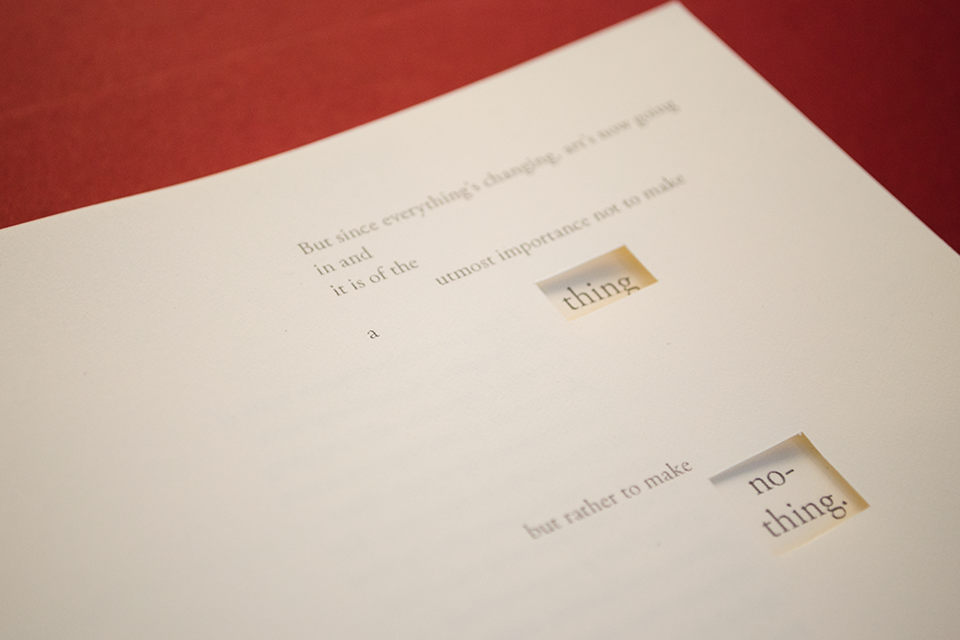 But since everything's changing, art's now going
in and
it is of the
utmost importance not to make
a
thing
but rather to make
no-
thing.